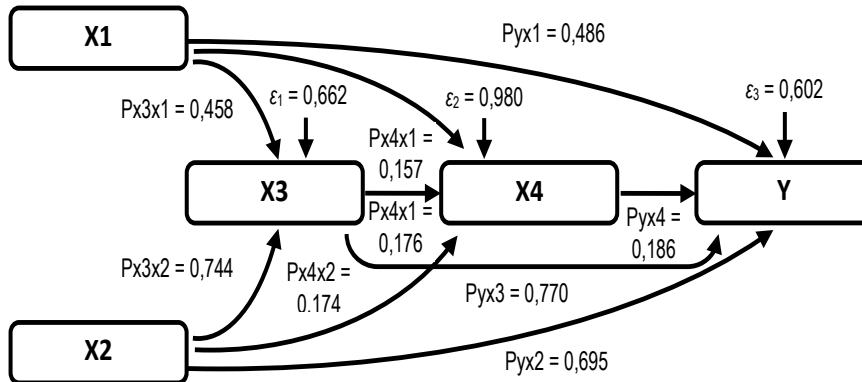 X1
Pyx1 = 0,486
ε1 = 0,662
ε2 = 0,980
ε3 = 0,602
Px3x1 = 0,458
Px4x1 =
0,157
X3
X4
Y
Px4x1 =
0,176
Pyx4 =
0,186
Px3x2 = 0,744
Px4x2 =
0.174
Pyx3 = 0,770
X2
Pyx2 = 0,695